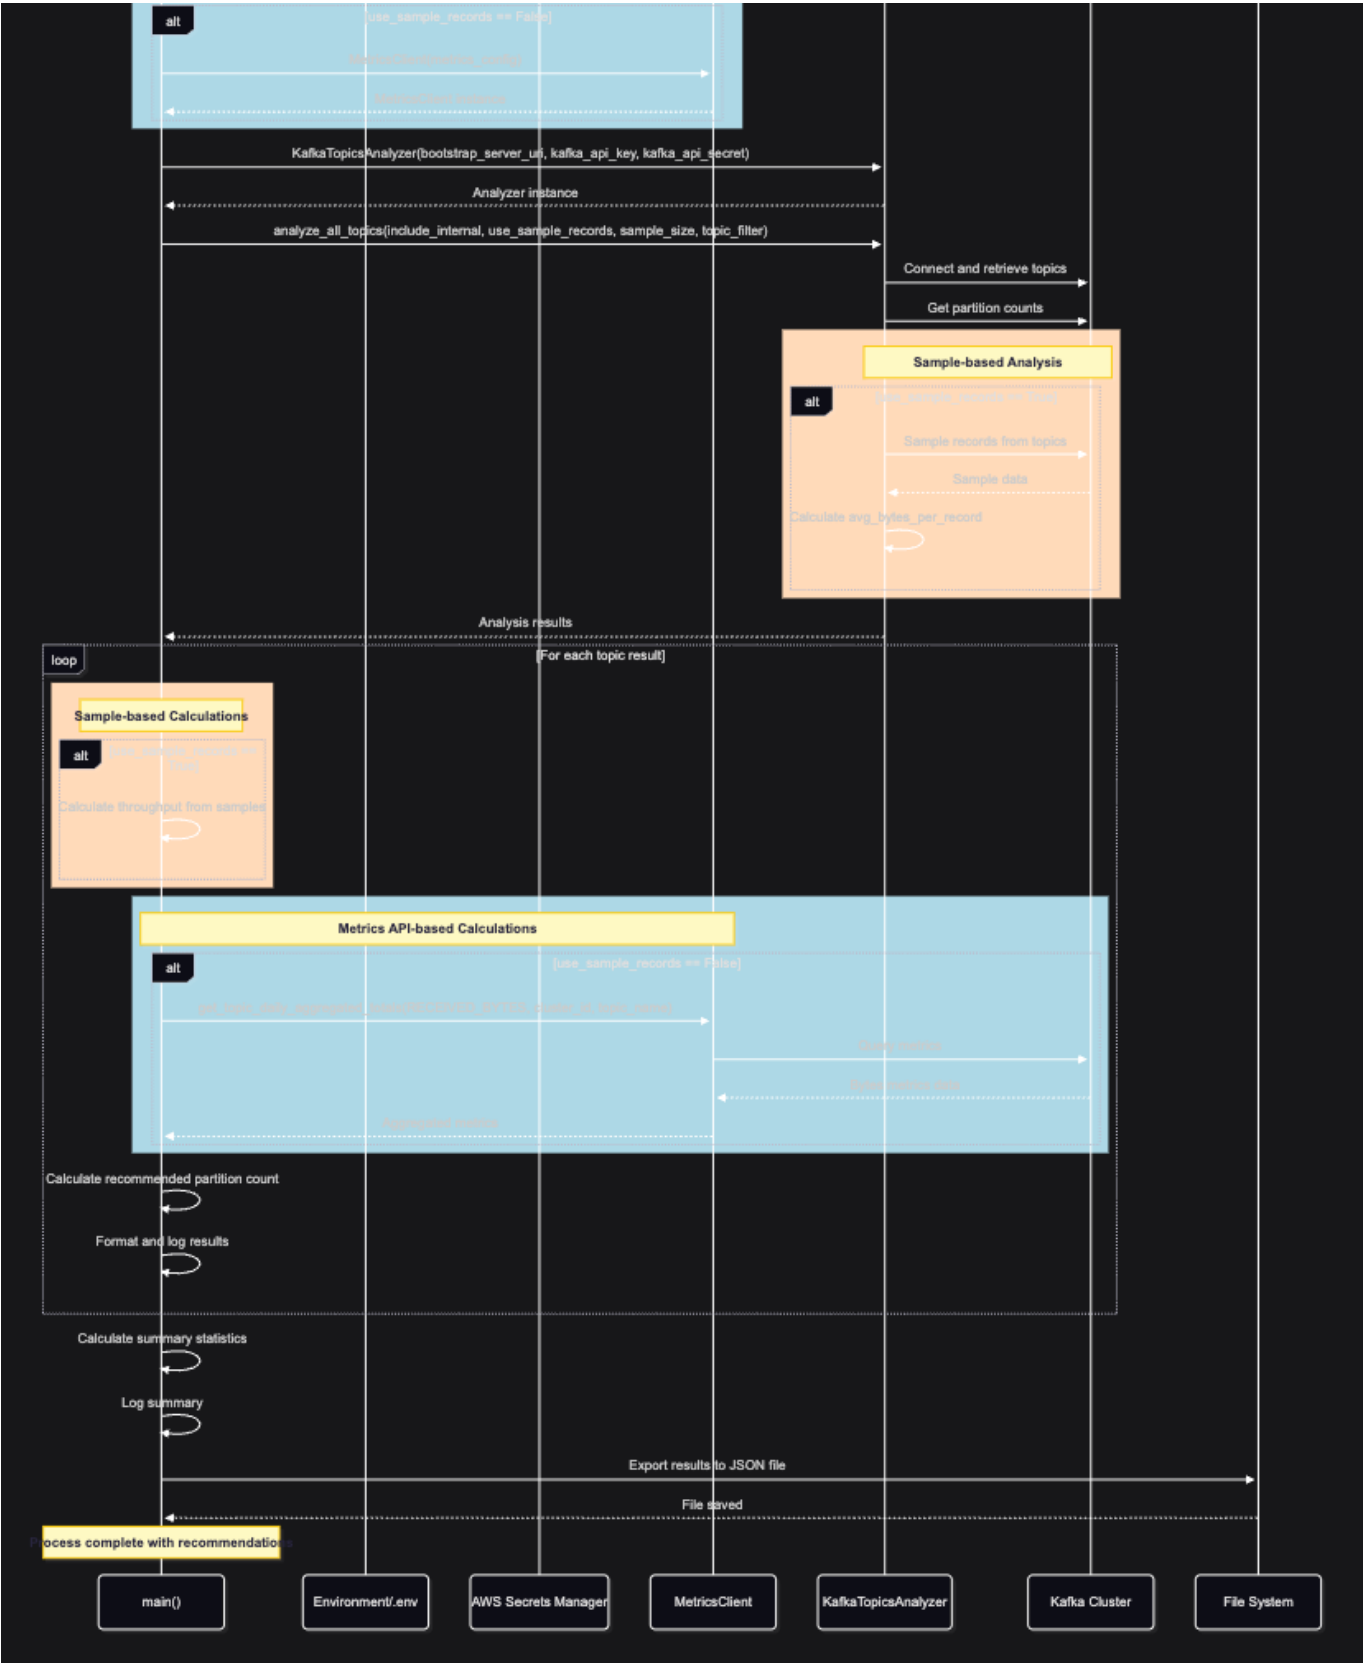 alt
[use_sample_records == False]
KafkaTopicsAnalyzer(bootstrap_server_uri, kafka_api_key, kafka_api_secret)
Analyzer instance
analyze_all_topics(include_internal, use_sample_records, sample_size, topic_filter)
Connect and retrieve topics
Get partition counts
Sample-based Analysis
alt
Sample records from topics
Sample data
Calculate avg_bytes_per_record
Analysis results
loop
[For each topic result]
Sample-based Calculations
alt
Calculate throughput from samples
Metrics API-based Calculations
alt
[use_sample_records == False]
Calculate recommended partition count
Format and log results
Calculate summary statistics
Log summary
Export results to JSON file
File saved
Process complete with recommendations
main()
Environment/.env
AWS Secrets Manager
MetricsClient
KafkaTopicsAnalyzer
Kafka Cluster
File System